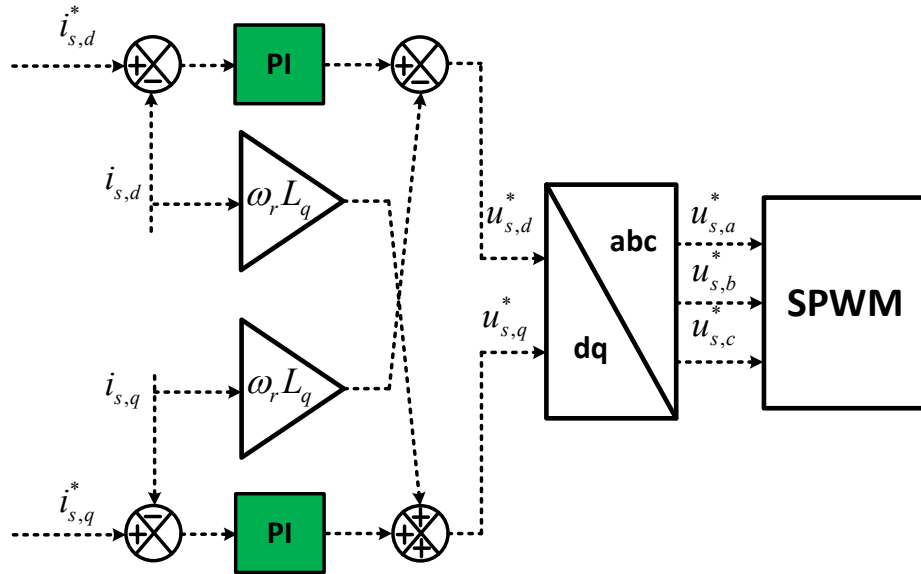 i*s,d
+
−
PI
+
−
is,d
ωrLq
u*s,d
abc
u*s,a
u*s,b
SPWM
u*s,q
dq
u*s,c
is,q
ωrLq
i*s,q
+
−
PI
+
+
+